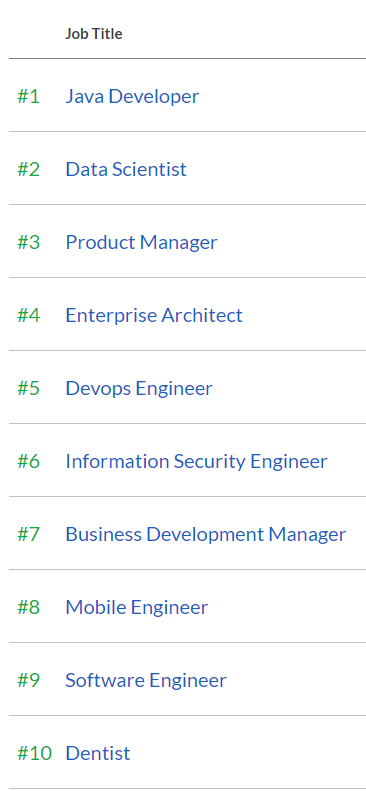 Job Title
#1 Java Developer
#2 Data Scientist
#3 Product Manager
#4 Enterprise Architect
#5 Devops Engineer
#6 Information Security Engineer
#7 Business Development Manager
#8 Mobile Engineer
#9 Software Engineer
#10 Dentist